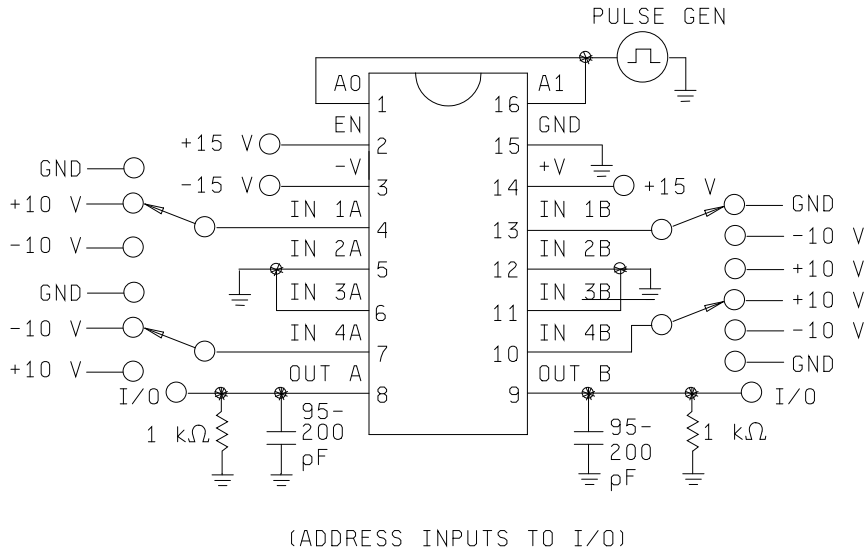 PULSE GEN
A0
A1
1
16
EN
GND
+15 V
2
15
-V
+V
GND
-15 V
3
14
+15 V
+10 V
IN 1A
IN 1B
GND
4
13
-10 V
-10 V
IN 2A
IN 2B
5
12
+10 V
GND
IN 3A
IN 3B
+10 V
6
11
-10 V
IN 4A
IN 4B
-10 V
7
10
+10 V
OUT A
OUT B
GND
I/O
8
9
I/O
1 kΩ
95-
200
pF
95-
200
pF
1 kΩ
(ADDRESS INPUTS TO I/O)